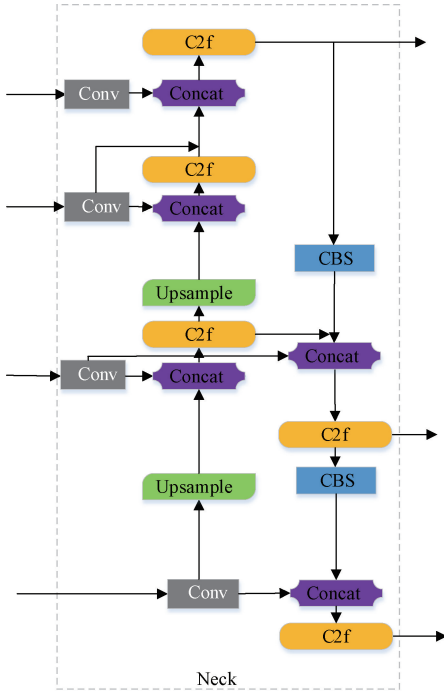 C2f
Conv
Concat
C2f
Conv
Concat
CBS
Upsample
C2f
Concat
Conv
Concat
C2f
Upsample
CBS
Conv
Concat
C2f
Neck